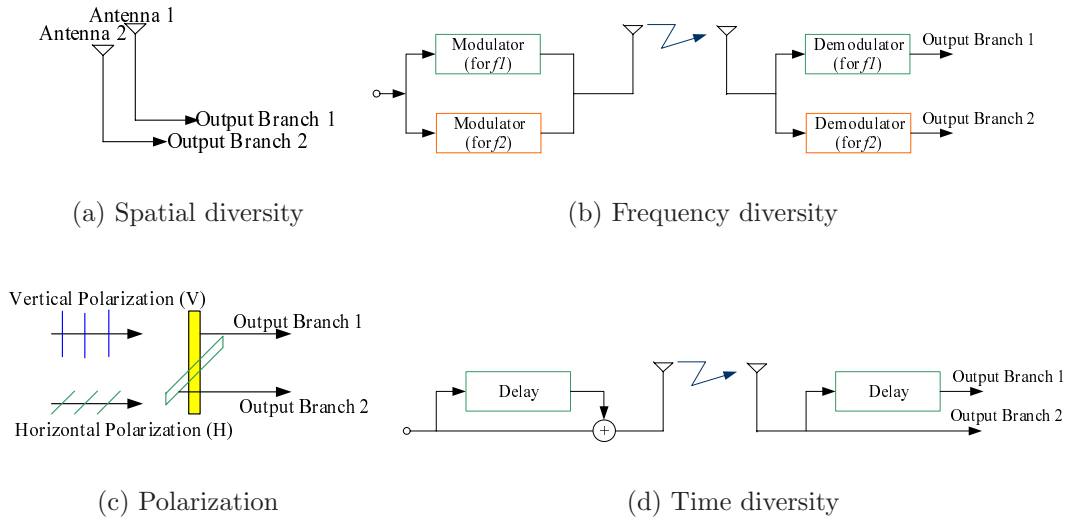 Antenna 1
Antenna 2
Output Branch 1
Output Branch 2
(a) Spatial diversity
Modulator
(for f1)
Modulator
(for f2)
Demodulator
(for f1)
Demodulator
(for f2)
Output Branch 1
Output Branch 2
(b) Frequency diversity
Vertical Polarization (V)
Output Branch 1
Output Branch 2
Horizontal Polarization (H)
(c) Polarization
Delay
+
Delay
Output Branch 1
Output Branch 2
(d) Time diversity